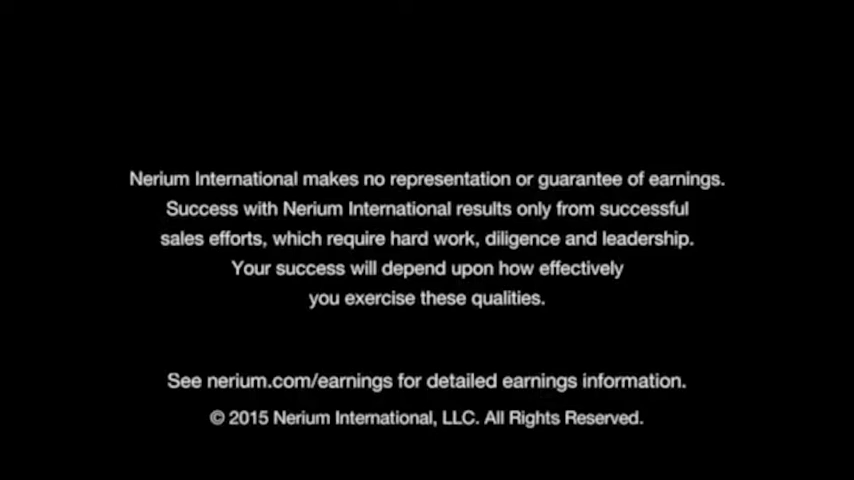 Nerium International makes no representation or guarantee of earnings.
Success with Nerium International results only from successful
sales efforts, which require hard work, diligence and leadership.
Your success will depend upon how effectively
you exercise these qualities.
See nerium.com/earnings for detailed earnings information.
© 2015 Nerium International, LLC. All Rights Reserved.